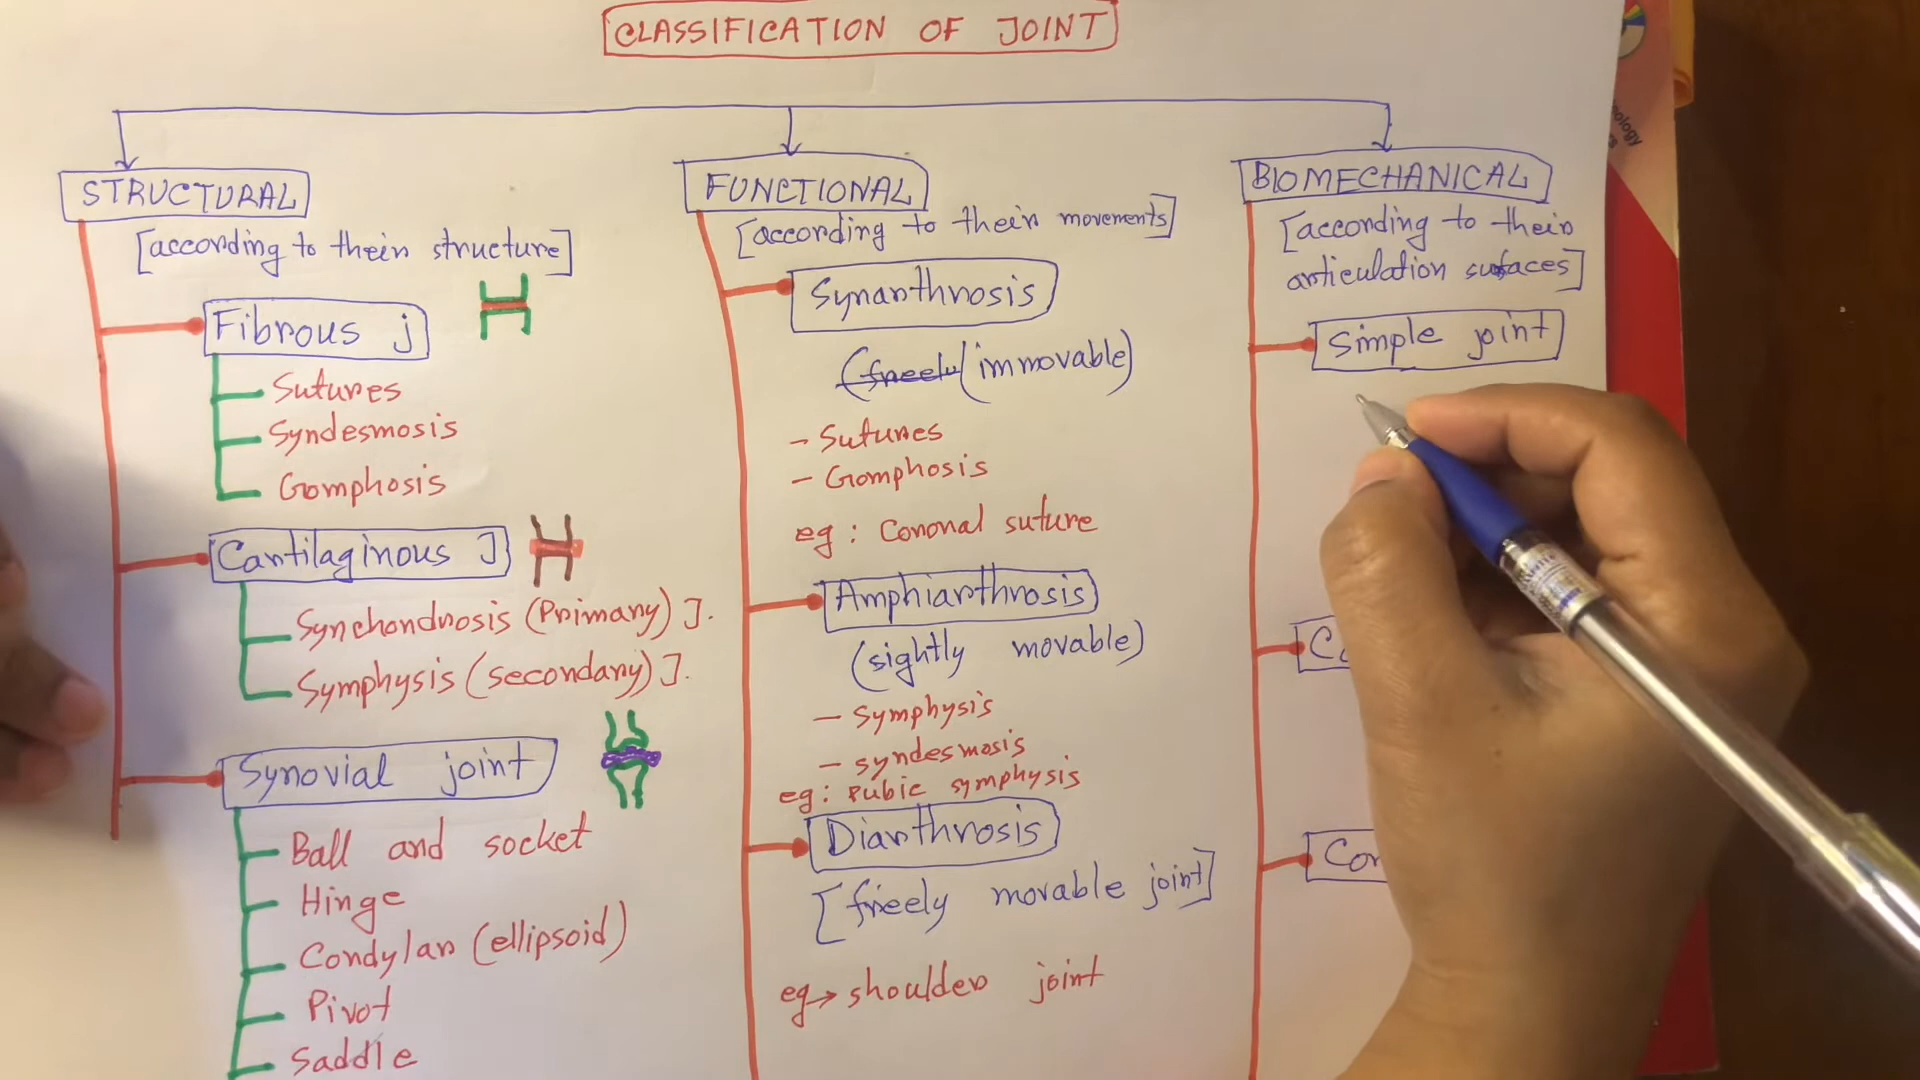 CLASSIFICATION OF JOINT
STRUCTURAL
[according to their structure]
Fibrous j
Sutures
Syndesmosis
Gomphosis
Cartilaginous J
Synchondrosis (Primary) J.
Symphysis (secondary) J.
Synovial joint
Ball and socket
Hinge
Condylar (ellipsoid)
Pivot
Saddle
FUNCTIONAL
[according to their movements]
Synarthrosis
(freely (immovable)
- Sutures
- Gomphosis
eg : Coronal suture
Amphiarthrosis
(sightly movable)
- Symphysis
- syndesmosis
eg : Pubic symphysis
Diarthrosis
[freely movable joint]
eg → shoulder joint
BIOMECHANICAL
[according to their
articulation sufaces]
Simple joint